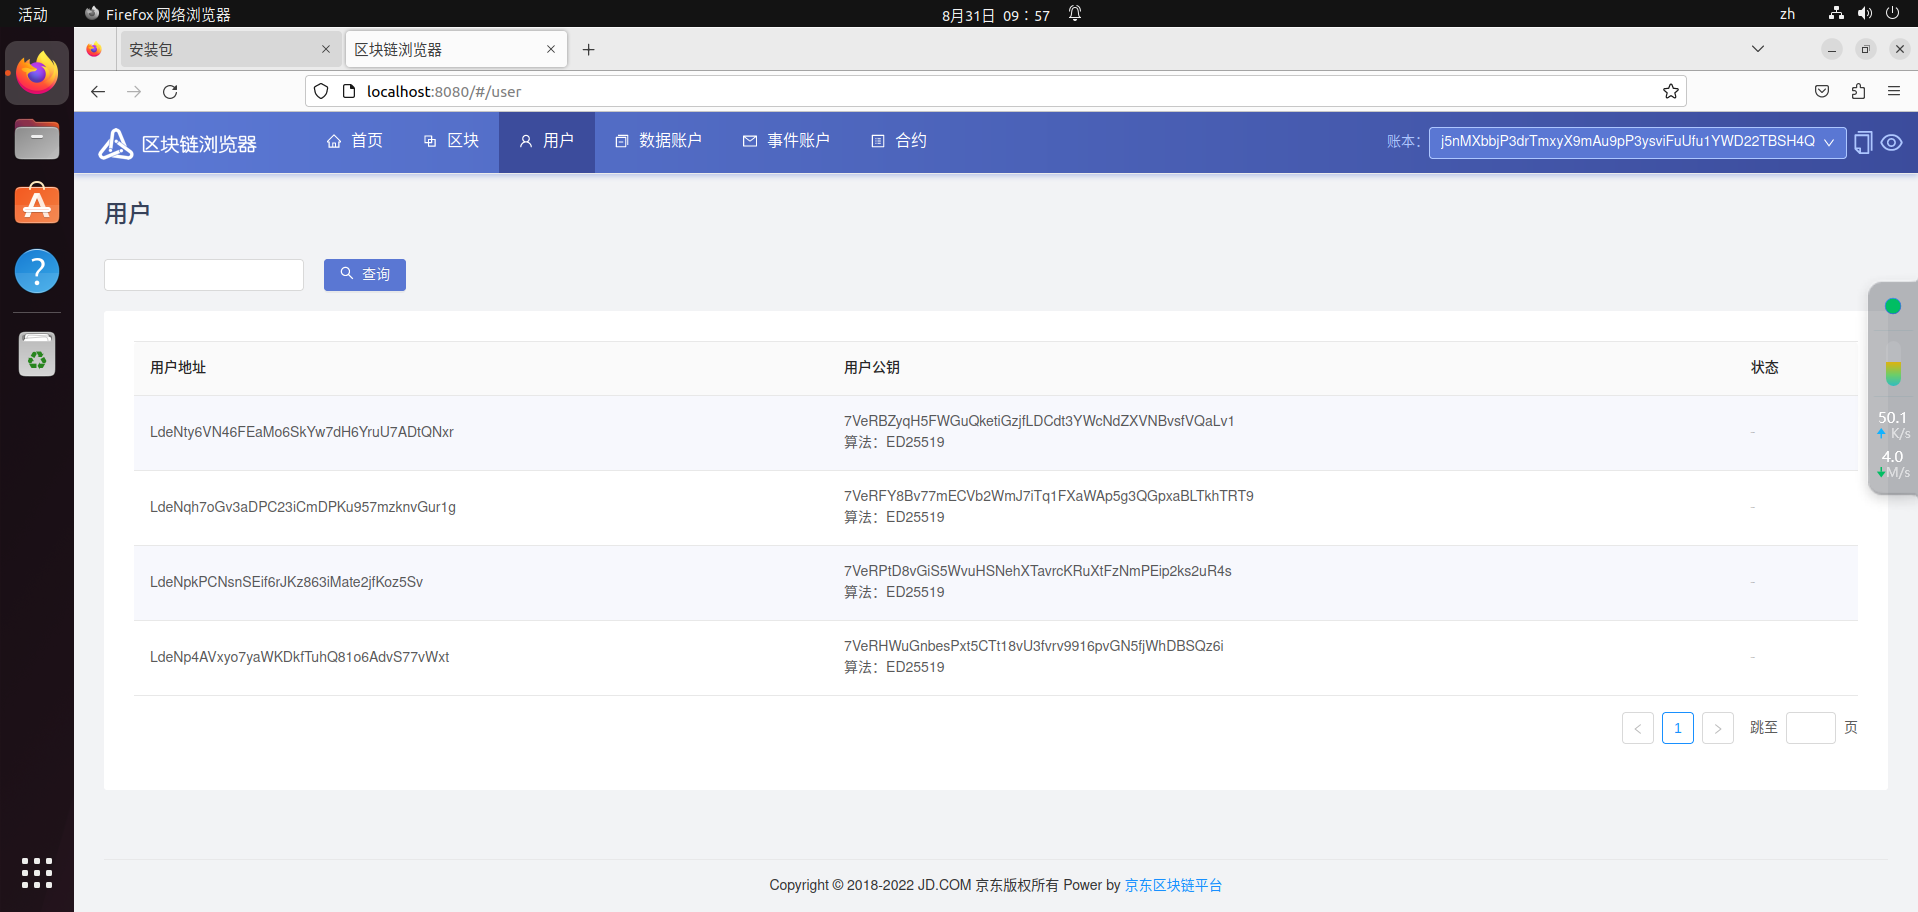 活动
Firefox 网络浏览器
8月31日 09：57
zh
安装包
区块链浏览器
localhost:8080/#/user
区块链浏览器
首页
区块
用户
数据账户
事件账户
合约
账本：
j5nMXbbjP3drTmxyX9mAu9pP3ysviFuUfu1YWD22TBSH4Q
用户
查询
用户地址
用户公钥
状态
LdeNty6VN46FEaMo6SkYw7dH6YruU7ADtQNxr
7VeRBZyqH5FWGuQketiGzjfLDCdt3YWcNdZXVNBvsfVQaLv1
算法：ED25519
-
LdeNqh7oGv3aDPC23iCmDPKu957mzknvGur1g
7VeRFY8Bv77mECVb2WmJ7iTq1FXaWAp5g3QGpxaBLTkhTRT9
算法：ED25519
-
LdeNpkPCNsnSEif6rJKz863iMate2jfKoz5Sv
7VeRPtD8vGiS5WvuHSNehXTavrcKRuXtFzNmPEip2ks2uR4s
算法：ED25519
-
LdeNp4AVxyo7yaWKDkfTuhQ81o6AdvS77vWxt
7VeRHWuGnbesPxt5CTt18vU3fvrv9916pvGN5fjWhDBSQz6i
算法：ED25519
-
50.1
K/s
4.0
M/s
< 1 > 跳至 页
Copyright © 2018-2022 JD.COM 京东版权所有 Power by 京东区块链平台